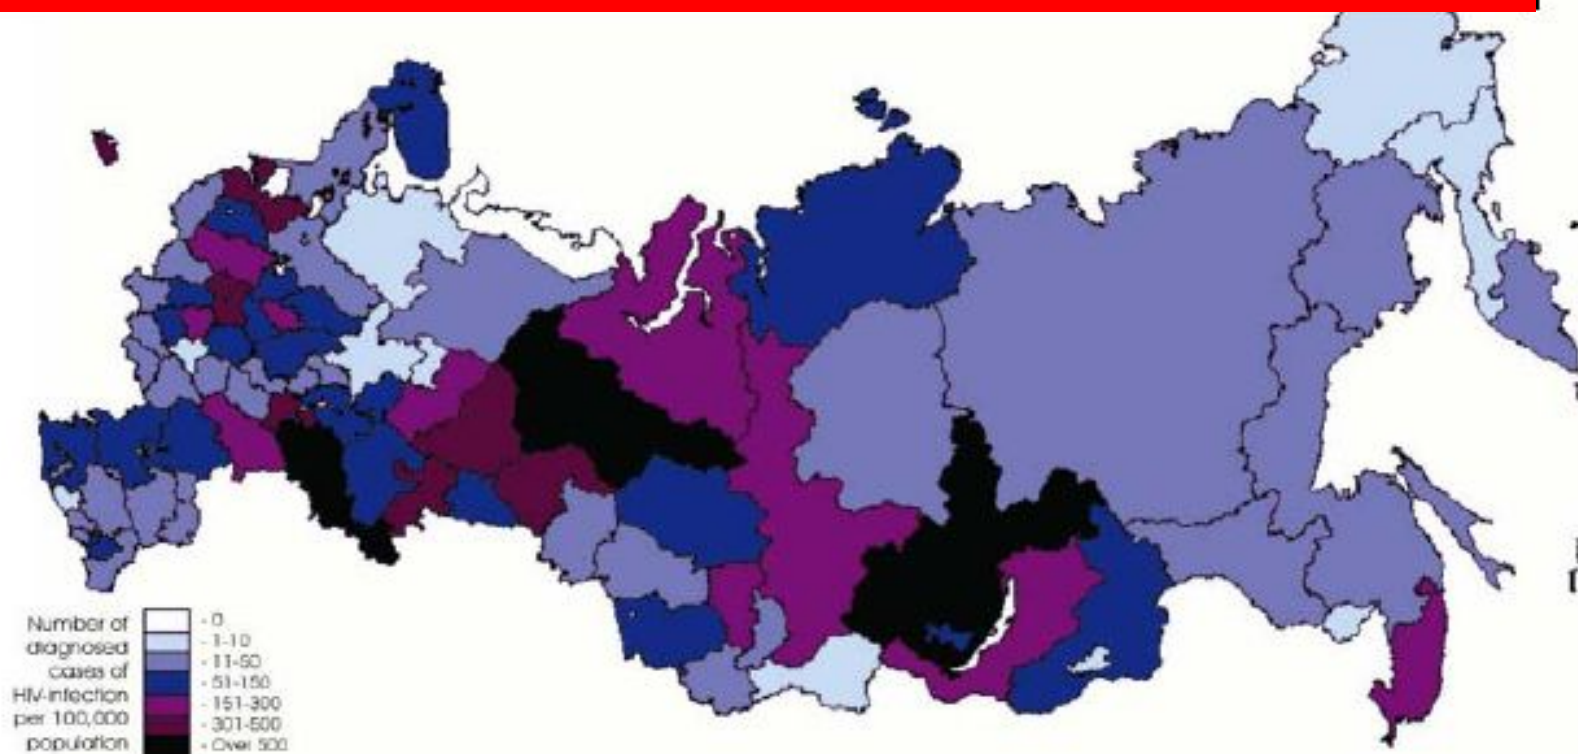 Number of
diagnosed
cases of
HIV-infection
per 100,000
population
- 0
- 1-10
- 11-50
- 51-150
- 151-300
- 301-500
- Over 500